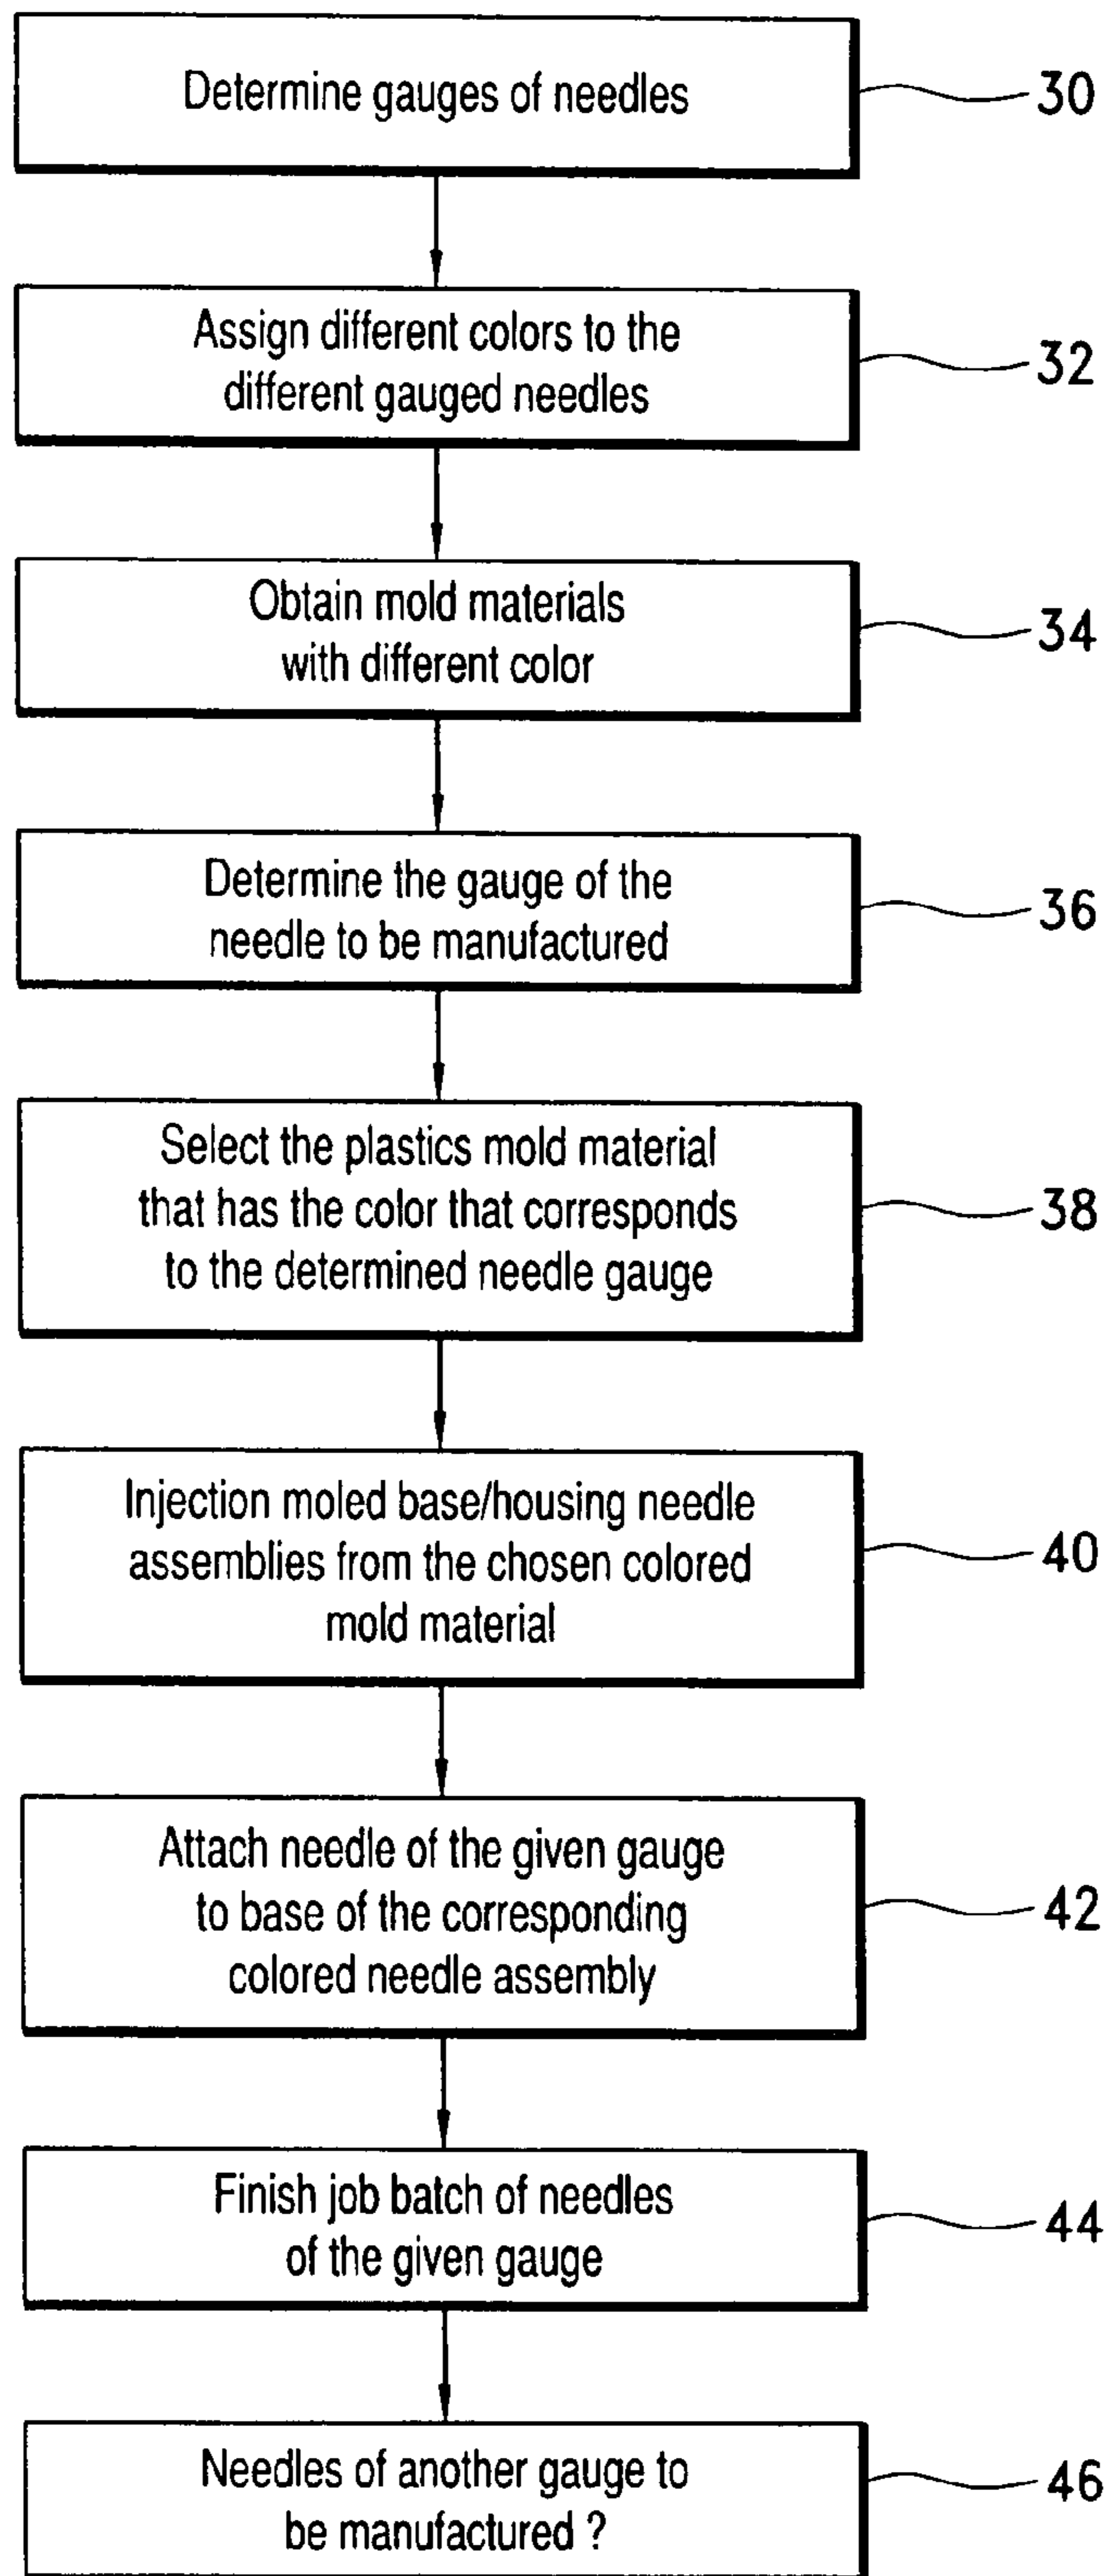 Determine gauges of needles
30
Assign different colors to the
different gauged needles
32
Obtain mold materials
with different color
34
Determine the gauge of the
needle to be manufactured
36
Select the plastics mold material
that has the color that corresponds
to the determined needle gauge
38
Injection moled base/housing needle
assemblies from the chosen colored
mold material
40
Attach needle of the given gauge
to base of the corresponding
colored needle assembly
42
Finish job batch of needles
of the given gauge
44
Needles of another gauge to
be manufactured ?
46